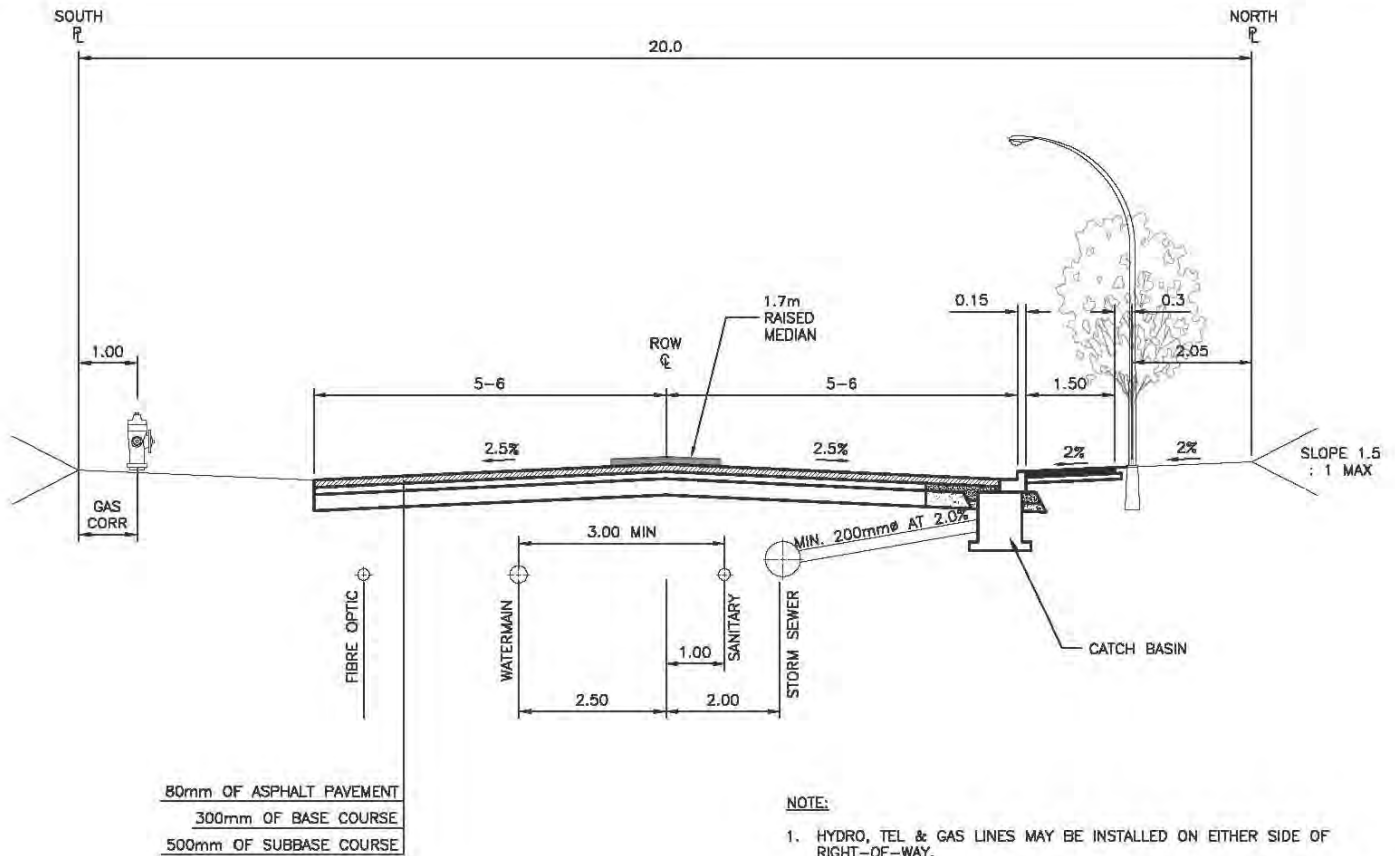 SOUTH
NORTH
20.0
1.7m
RAISED
MEDIAN
0.15
0.3
ROW
1.00
2.05
5-6
5-6
1.50
2.5%
2.5%
2%
2%
SLOPE 1.5
: 1 MAX
GAS
CORR
3.00 MIN
MIN. 200mmø AT 2.0%
FIBRE OPTIC
WATERMAIN
SANITARY
STORM SEWER
1.00
CATCH BASIN
2.50
2.00
80mm OF ASPHALT PAVEMENT
300mm OF BASE COURSE
500mm OF SUBBASE COURSE
NOTE:
1. HYDRO, TEL & GAS LINES MAY BE INSTALLED ON EITHER SIDE OF
RIGHT-OF-WAY.